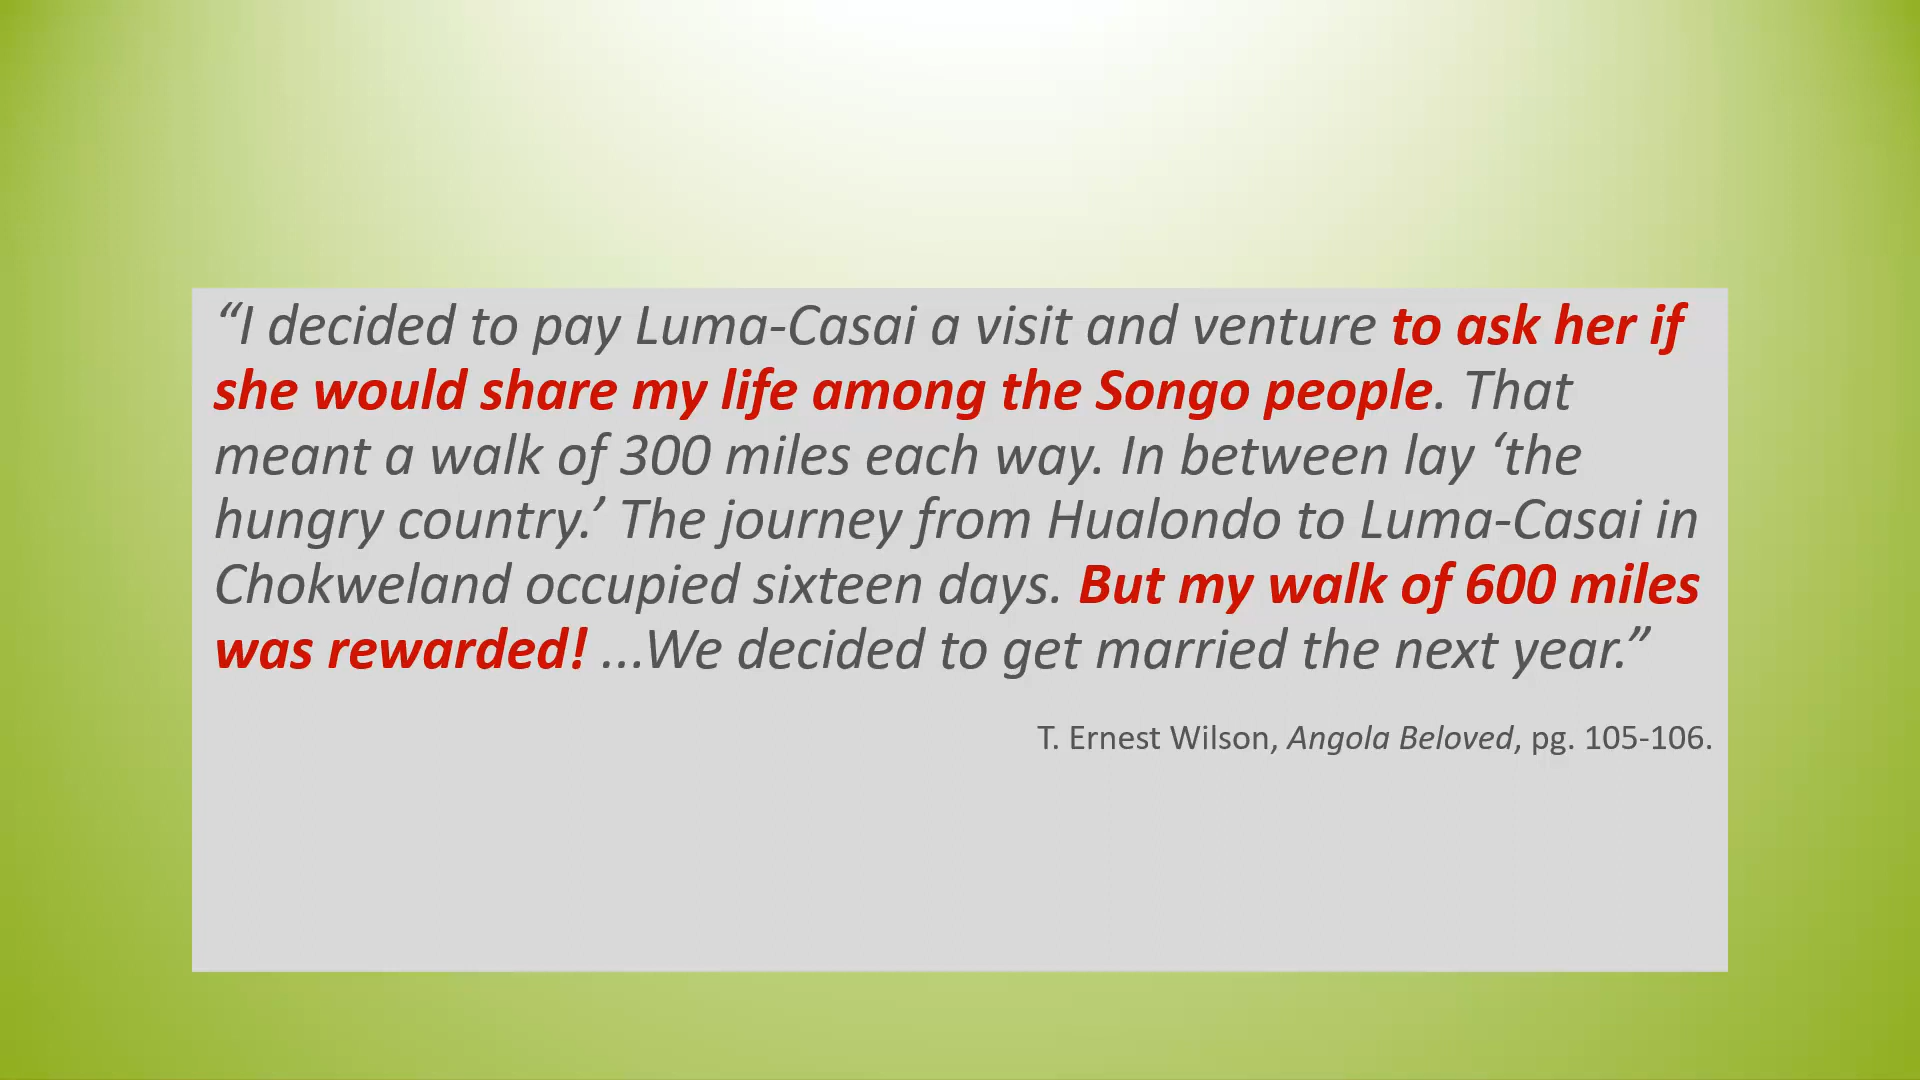 “I decided to pay Luma-Casai a visit and venture to ask her if
she would share my life among the Songo people. That
meant a walk of 300 miles each way. In between lay ‘the
hungry country.’ The journey from Hualondo to Luma-Casai in
Chokweland occupied sixteen days. But my walk of 600 miles
was rewarded! ...We decided to get married the next year.”
T. Ernest Wilson, Angola Beloved, pg. 105-106.